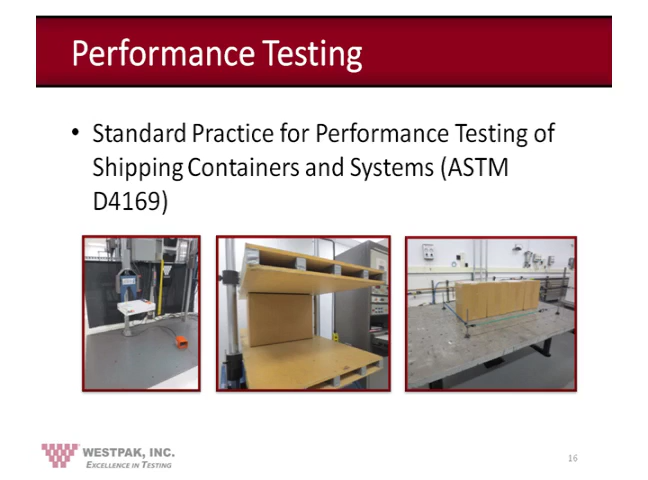 Performance Testing
• Standard Practice for Performance Testing of
Shipping Containers and Systems (ASTM
D4169)
WESTPAK, INC.
EXCELLENCE IN TESTING
16